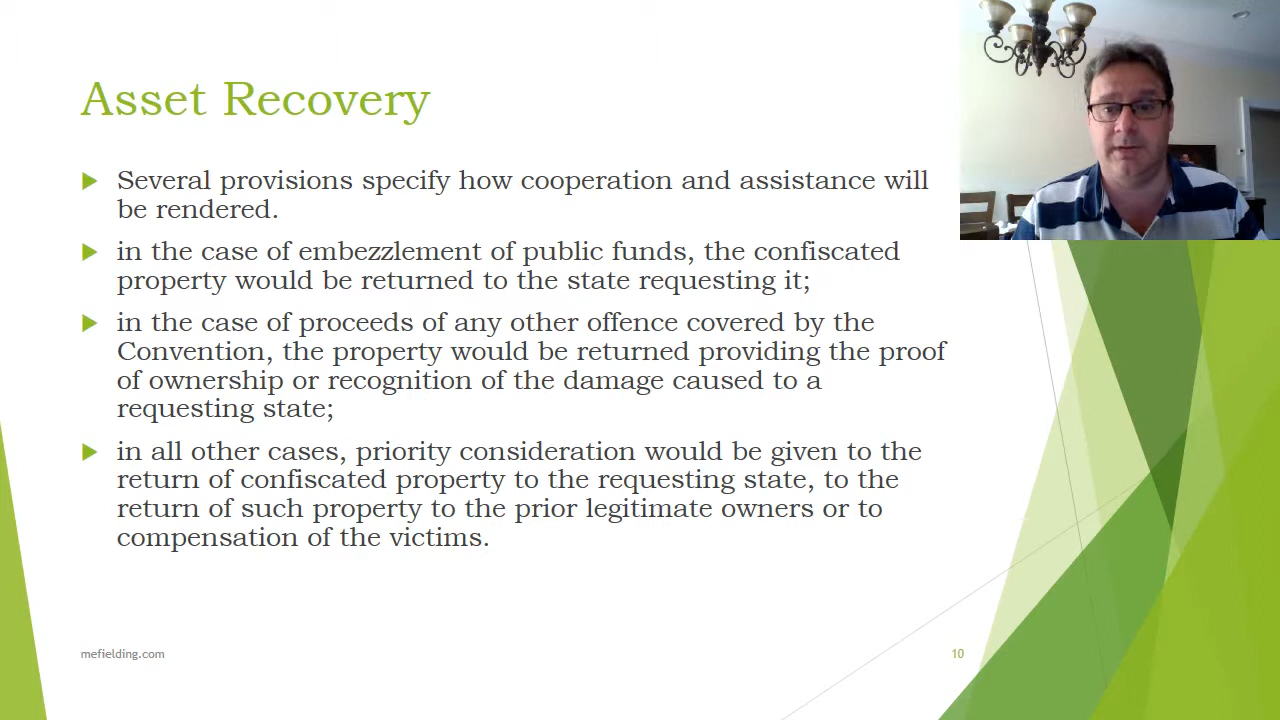 Asset Recovery
Several provisions specify how cooperation and assistance will
be rendered.
in the case of embezzlement of public funds, the confiscated
property would be returned to the state requesting it;
in the case of proceeds of any other offence covered by the
Convention, the property would be returned providing the proof
of ownership or recognition of the damage caused to a
requesting state;
in all other cases, priority consideration would be given to the
return of confiscated property to the requesting state, to the
return of such property to the prior legitimate owners or to
compensation of the victims.
mefielding.com
10